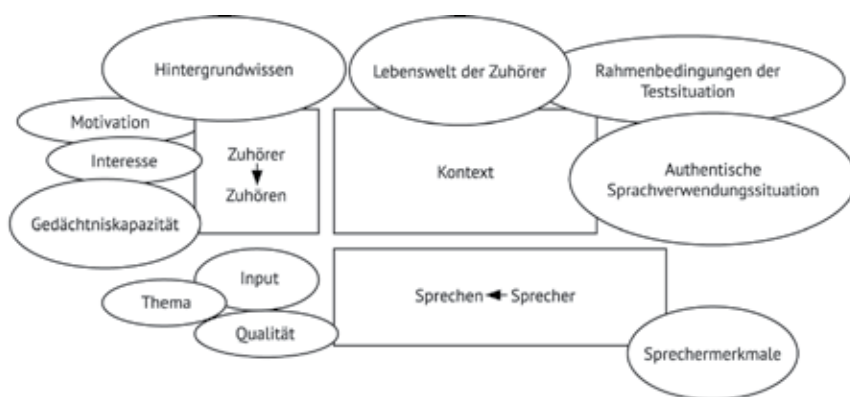 Hintergrundwissen
Lebenswelt der Zuhörer
Rahmenbedingungen der
Testsituation
Motivation
Interesse
Gedächtniskapazität
Zuhörer
Zuhören
Kontext
Authentische
Sprachverwendungssituation
Input
Thema
Qualität
Sprechen
Sprecher
Sprechermerkmale